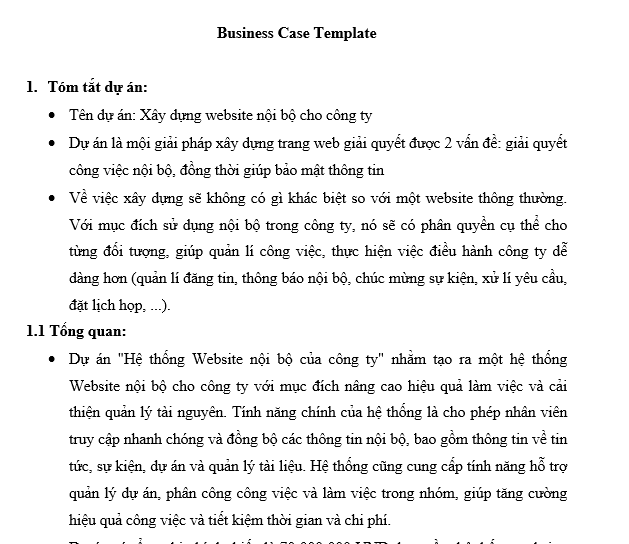 Business Case Template
1. Tóm tắt dự án:
• Tên dự án: Xây dựng website nội bộ cho công ty
• Dự án là mội giải pháp xây dựng trang web giải quyết được 2 vấn đề: giải quyết
công việc nội bộ, đồng thời giúp bảo mật thông tin
• Về việc xây dựng sẽ không có gì khác biệt so với một website thông thường.
Với mục đích sử dụng nội bộ trong công ty, nó sẽ có phân quyền cụ thể cho
từng đối tượng, giúp quản lí công việc, thực hiện việc điều hành công ty dễ
dàng hơn (quản lí đăng tin, thông báo nội bộ, chúc mừng sự kiện, xử lí yêu cầu,
đặt lịch họp, ...).
1.1 Tổng quan:
• Dự án "Hệ thống Website nội bộ của công ty" nhằm tạo ra một hệ thống
Website nội bộ cho công ty với mục đích nâng cao hiệu quả làm việc và cải
thiện quản lý tài nguyên. Tính năng chính của hệ thống là cho phép nhân viên
truy cập nhanh chóng và đồng bộ các thông tin nội bộ, bao gồm thông tin về tin
tức, sự kiện, dự án và quản lý tài liệu. Hệ thống cũng cung cấp tính năng hỗ trợ
quản lý dự án, phân công công việc và làm việc trong nhóm, giúp tăng cường
hiệu quả công việc và tiết kiệm thời gian và chi phí.